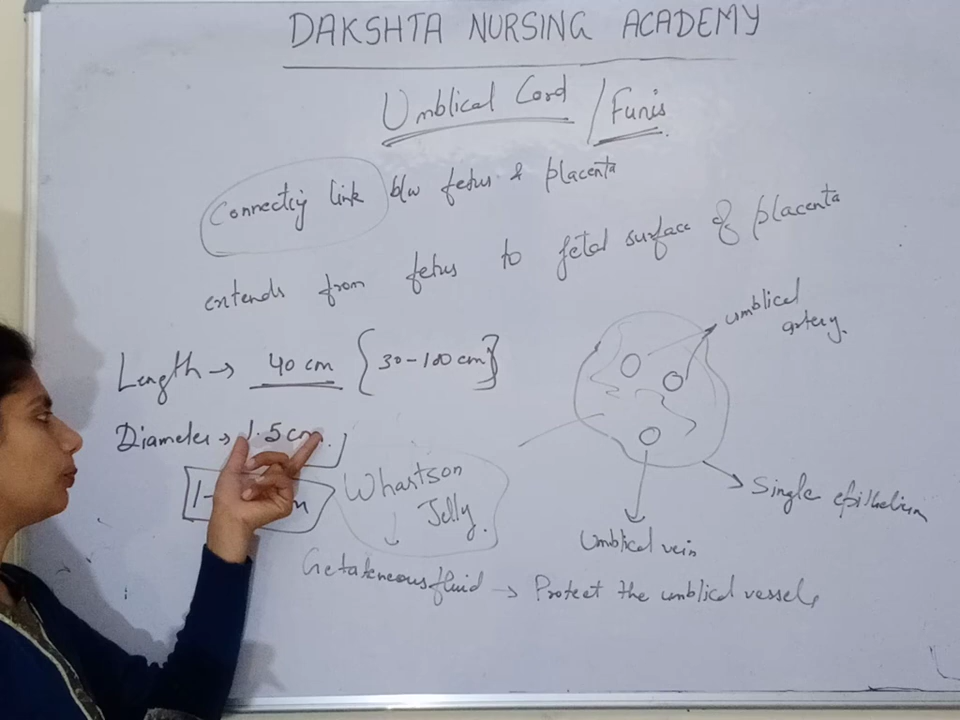 DAKSHTA NURSING ACADEMY
Umblical Cord / Funis
Connectiy link b/w fetus & placenta
extends from fetus to fetal surface of placenta
Length → 40 cm {30-100 cm}
Diameter → 1.5 cm.
Whartson
Jelly.
Getateneous fluid → Protect the umblical vessels
umblical
artery.
Single epithelium
Umblical vein